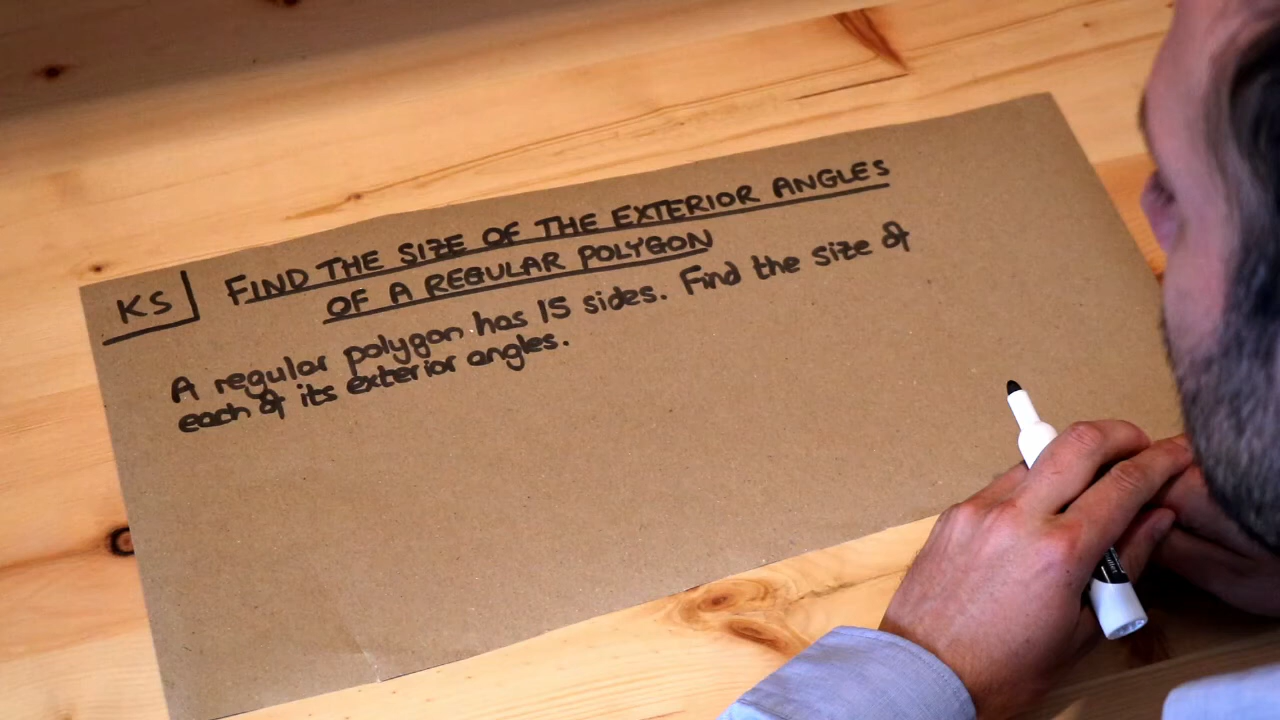 KS
FIND THE SIZE OF THE EXTERIOR ANGLES
OF A REGULAR POLYGON
A regular polygon has 15 sides. Find the size of
each of its exterior angles.